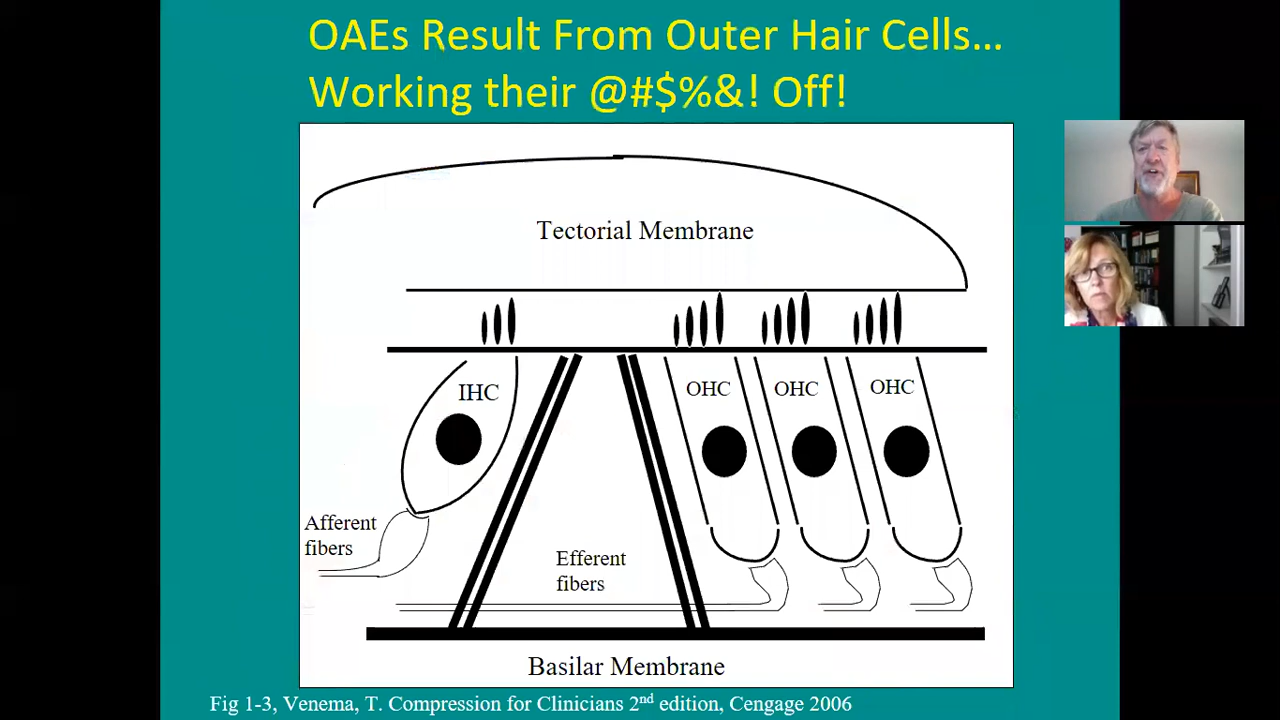 OAEs Result From Outer Hair Cells…
Working their @#$%&! Off!
Tectorial Membrane
IHC
OHC
OHC
OHC
Afferent
fibers
Efferent
fibers
Basilar Membrane
Fig 1-3, Venema, T. Compression for Clinicians 2nd edition, Cengage 2006